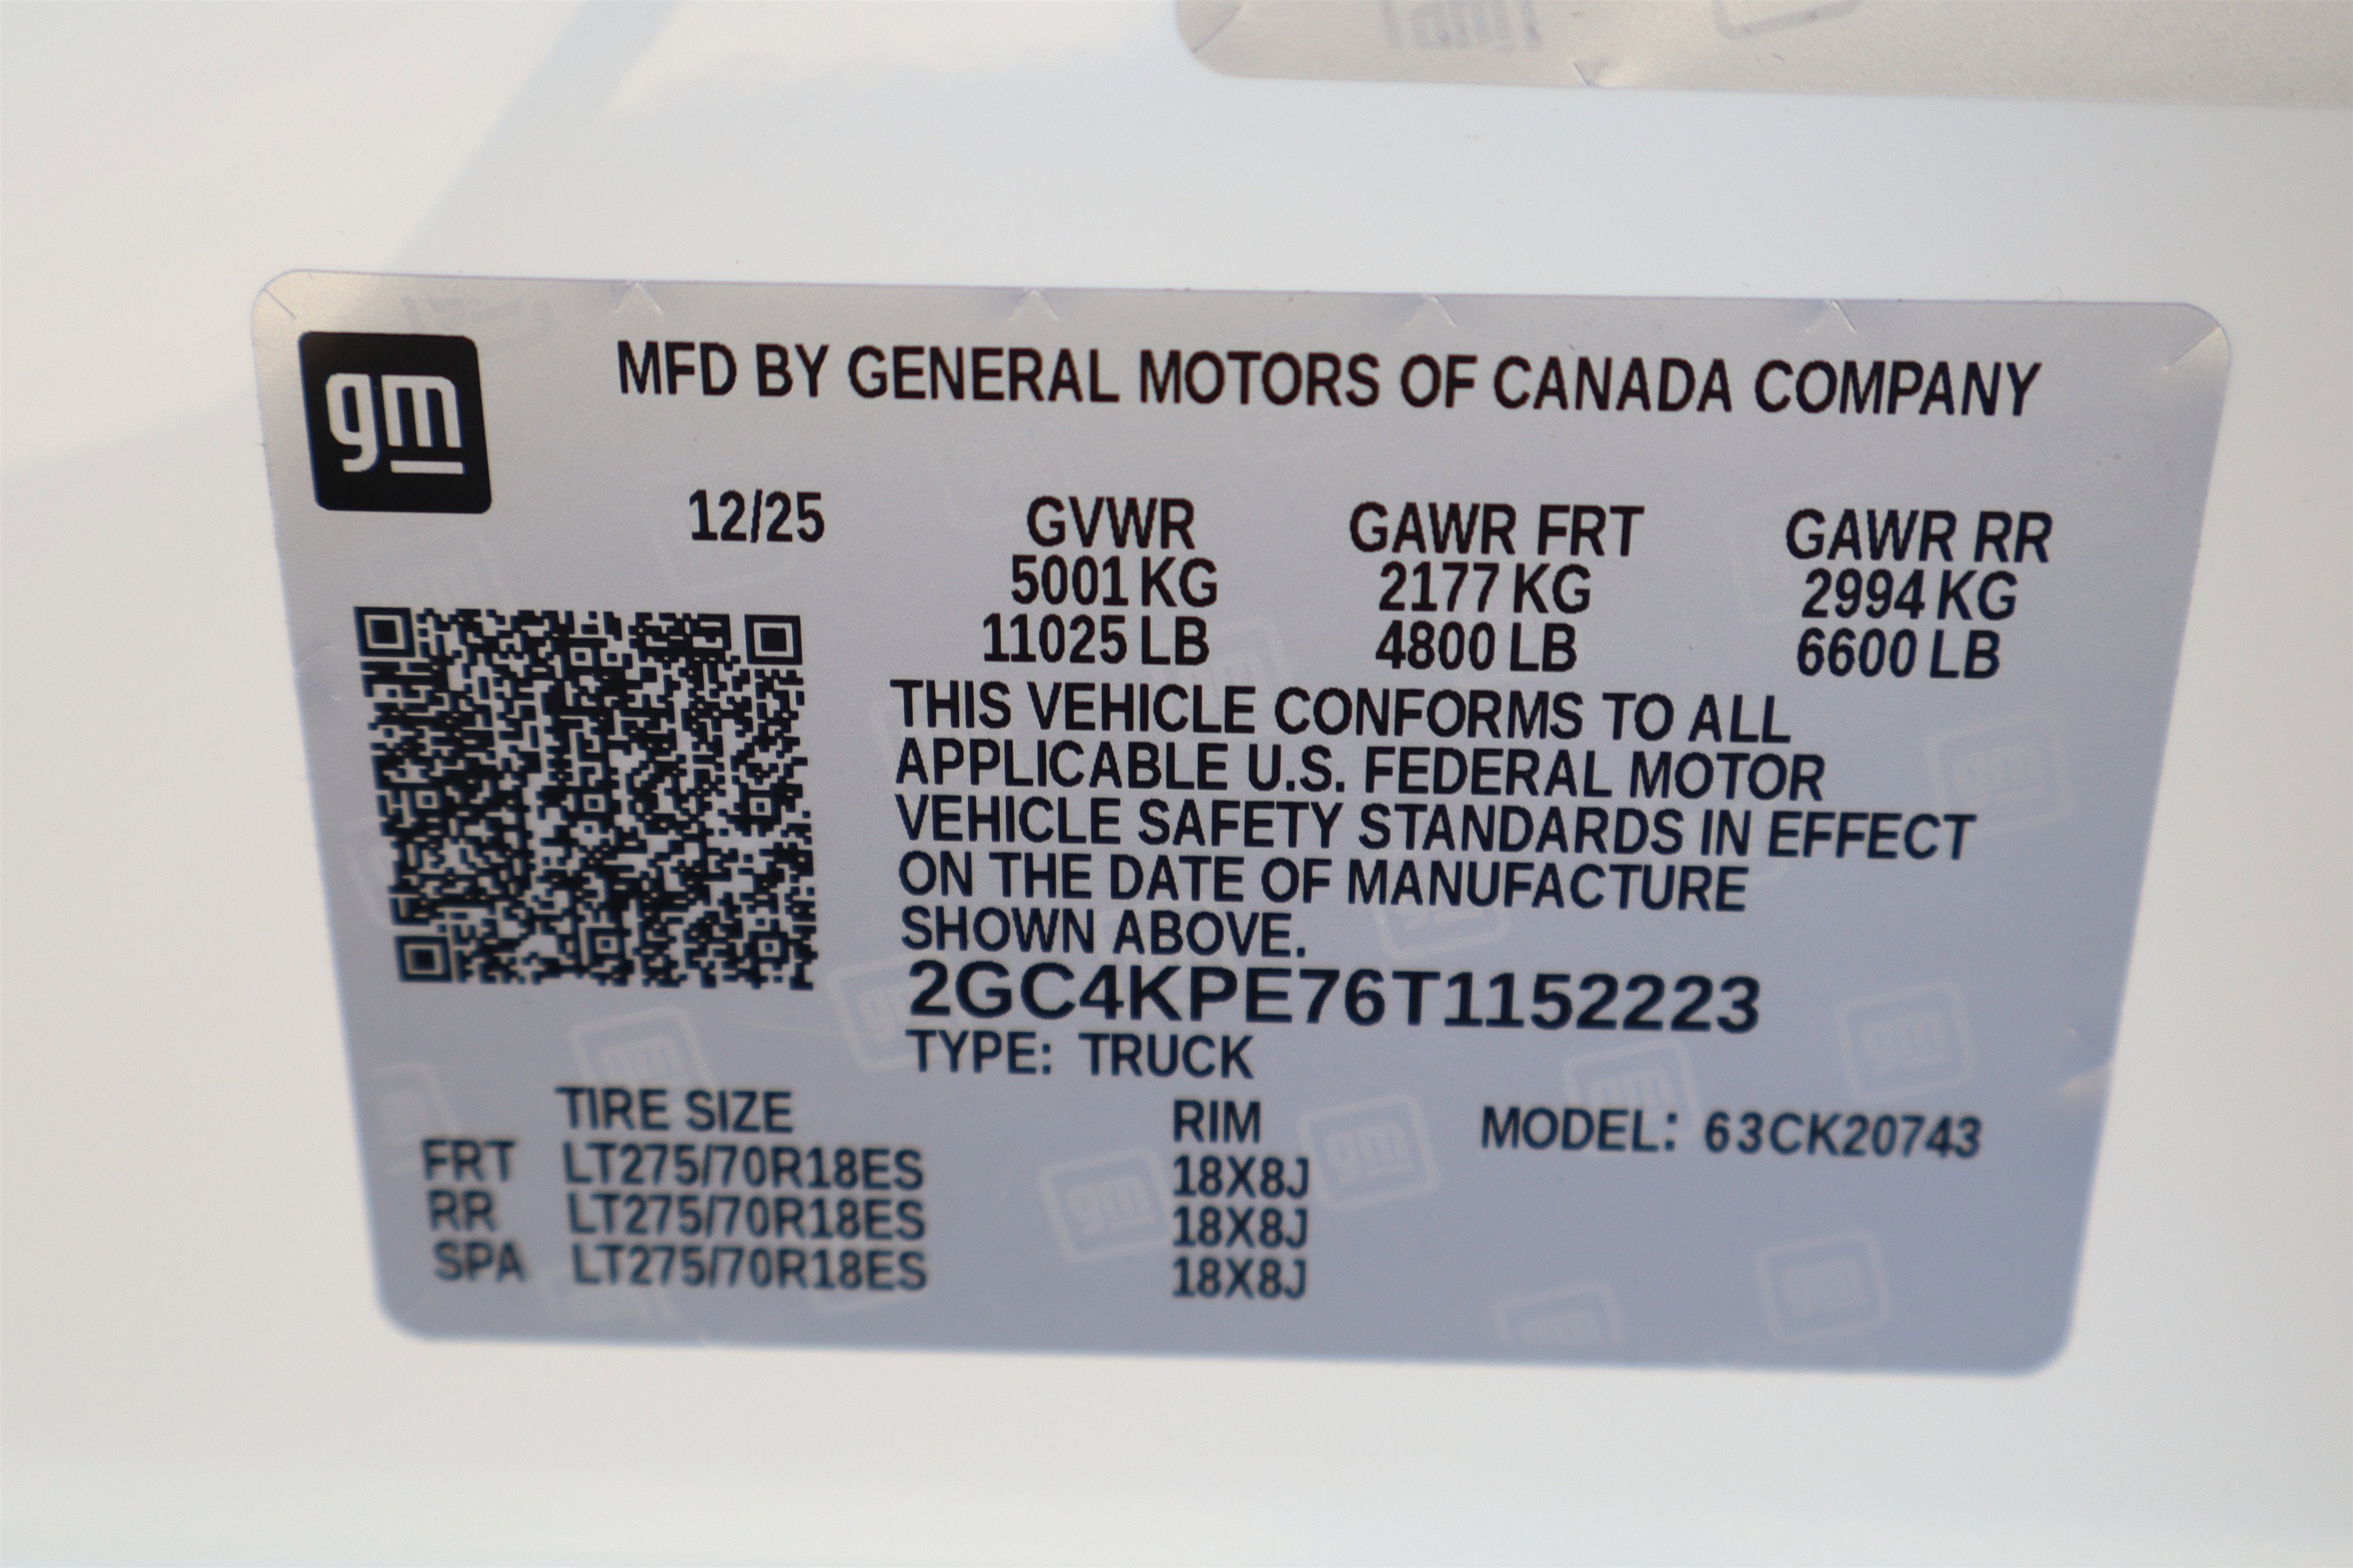 gm
MFD BY GENERAL MOTORS OF CANADA COMPANY
12/25 GVWR GAWR FRT GAWR RR
5001 KG 2177 KG 2994 KG
11025 LB 4800 LB 6600 LB
THIS VEHICLE CONFORMS TO ALL
APPLICABLE U.S. FEDERAL MOTOR
VEHICLE SAFETY STANDARDS IN EFFECT
ON THE DATE OF MANUFACTURE
SHOWN ABOVE.
2GC4KPE76T1152223
TYPE: TRUCK
TIRE SIZE RIM MODEL: 63CK20743
FRT LT275/70R18ES 18X8J
RR LT275/70R18ES 18X8J
SPA LT275/70R18ES 18X8J